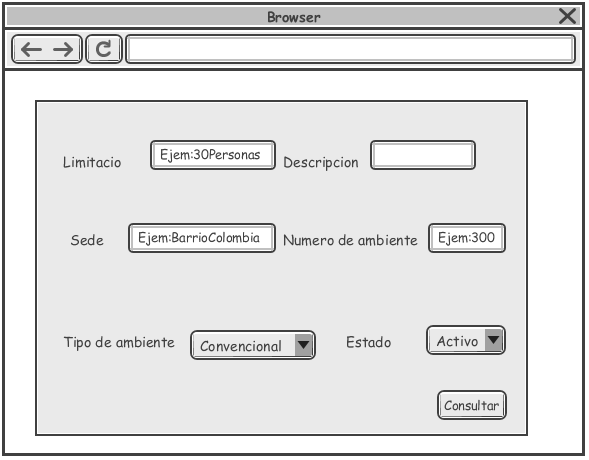 Browser
Limitacio Ejem:30Personas Descripcion
Sede Ejem:BarrioColombia Numero de ambiente Ejem:300
Tipo de ambiente Convencional Estado Activo
Consultar